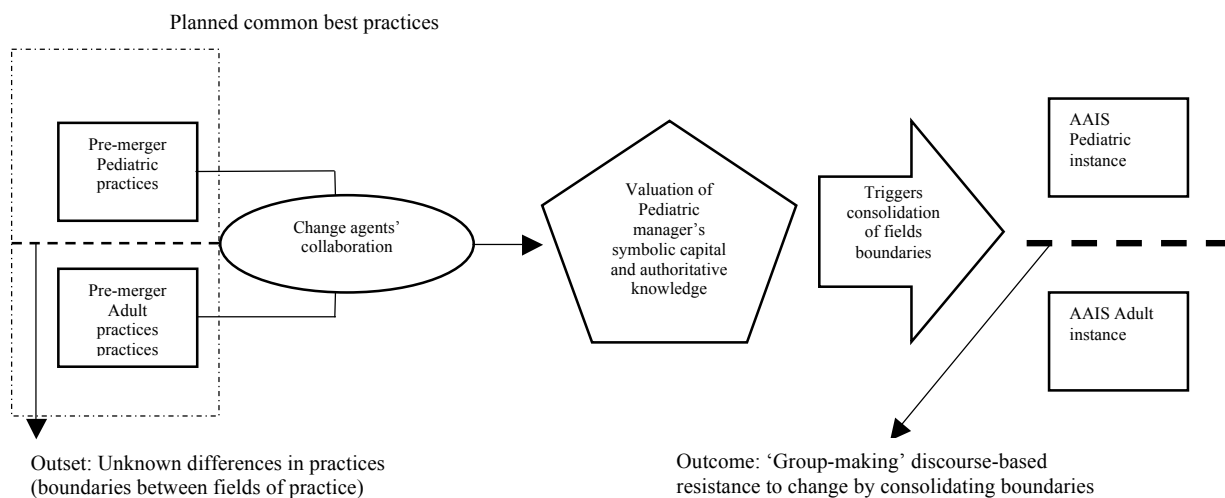 Planned common best practices
Pre-merger
Pediatric
practices
Pre-merger
Adult
practices
practices
Change agents’
collaboration
Valuation of
Pediatric
manager’s
symbolic capital
and authoritative
knowledge
Triggers
consolidation
of fields
boundaries
AAIS
Pediatric
instance
AAIS Adult
instance
Outset: Unknown differences in practices
(boundaries between fields of practice)
Outcome: ‘Group-making’ discourse-based
resistance to change by consolidating boundaries